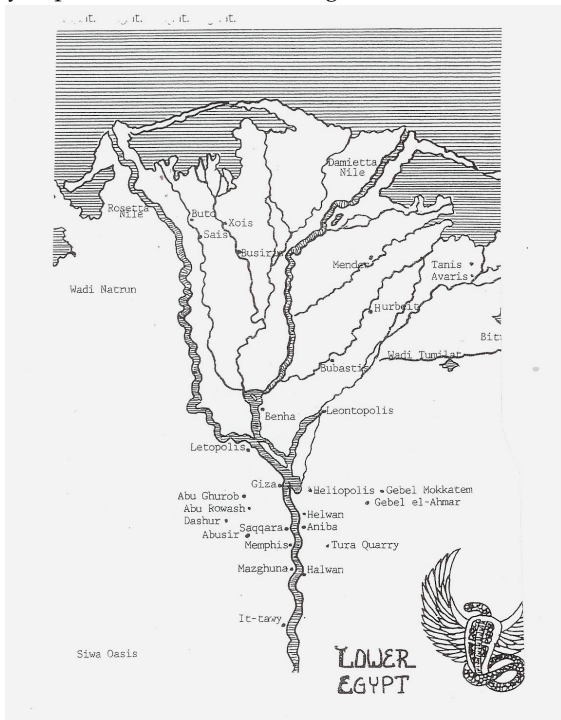 Damietta
Nile
Rosetta
Nile
Buto
Xois
Sais
Busiris
Mendes
Tanis
Avaris
Wadi Natrun
Hurbeit
Wadi Tumilat
Bubastis
Benha
Leontopolis
Letopolis
Giza
Heliopolis
Gebel Mokkatem
Abu Ghurob
Gebel el-Ahmar
Abu Rowash
Helwan
Dashur
Saqqara
Aniba
Abusir
Memphis
Tura Quarry
Mazghuna
Halwan
It-tawy
Siwa Oasis
LOWER
EGYPT